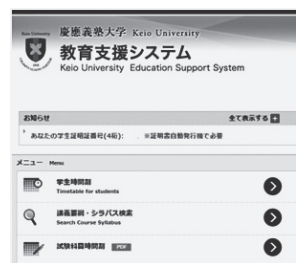 慶應義塾大学 Keio University
教育支援システム
Keio University Education Support System
お知らせ 全て表示する
あなたの学生証暗証番号(4桁): ※証明書自動発行機で必要
メニュー Menu
学生時間割
Timetable for students
講義要綱・シラバス検索
Search Course Syllabus
試験科目時間割 PDF